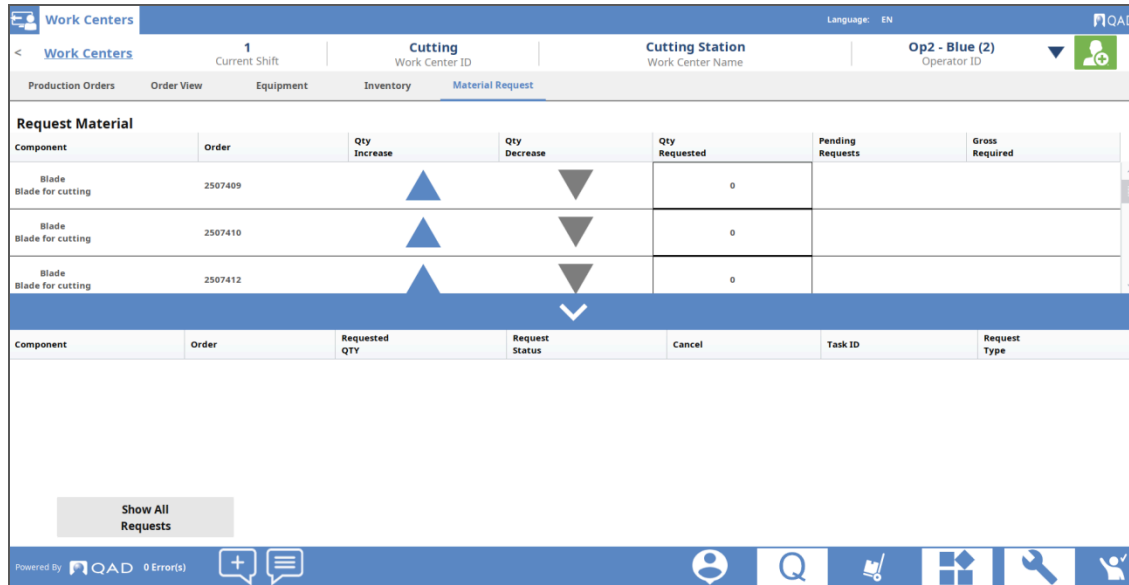 Work Centers Language: EN QAD
< Work Centers 1 Cutting Cutting Station Op2 - Blue (2)
Current Shift Work Center ID Work Center Name Operator ID
Production Orders Order View Equipment Inventory Material Request
Request Material
Component Order Qty Increase Qty Decrease Qty Requested Pending Requests Gross Required
Blade
Blade for cutting 2507409 0
Blade
Blade for cutting 2507410 0
Blade
Blade for cutting 2507412 0
Component Order Requested QTY Request Status Cancel Task ID Request Type
Show All
Requests
Powered By QAD 0 Error(s) Q